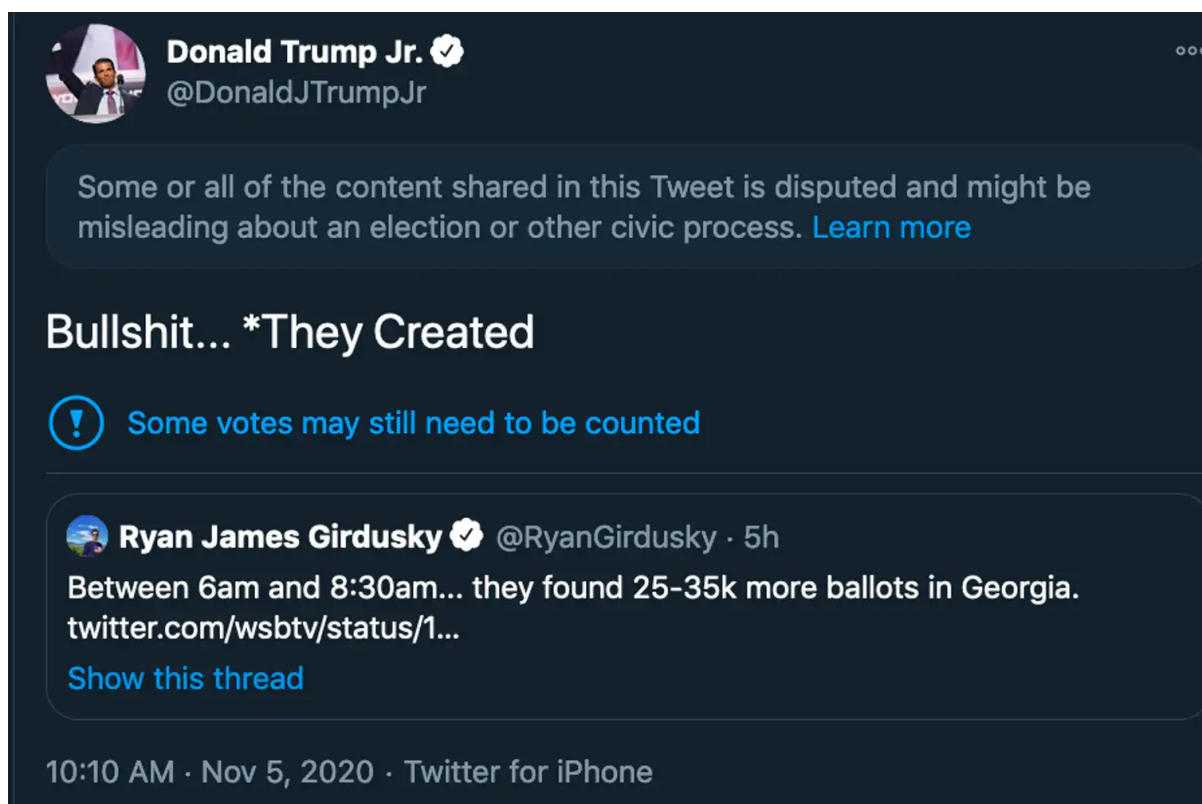 Donald Trump Jr.
@DonaldJTrumpJr
Some or all of the content shared in this Tweet is disputed and might be
misleading about an election or other civic process. Learn more
Bullshit... *They Created
Some votes may still need to be counted
Ryan James Girdusky @RyanGirdusky · 5h
Between 6am and 8:30am... they found 25-35k more ballots in Georgia.
twitter.com/wsbtv/status/1...
Show this thread
10:10 AM · Nov 5, 2020 · Twitter for iPhone